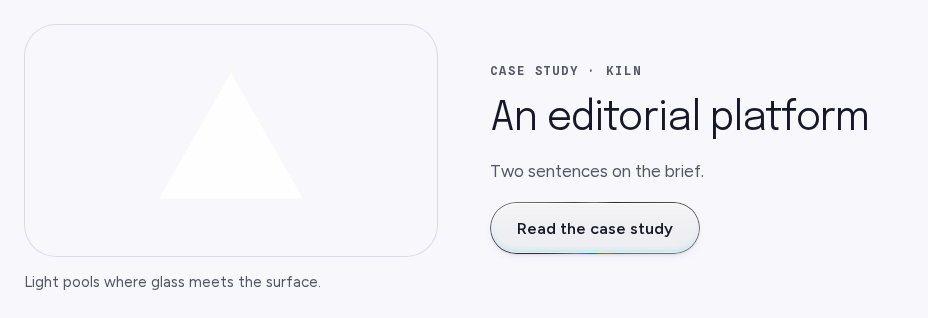 CASE STUDY · KILN
An editorial platform
Two sentences on the brief.
Read the case study
Light pools where glass meets the surface.